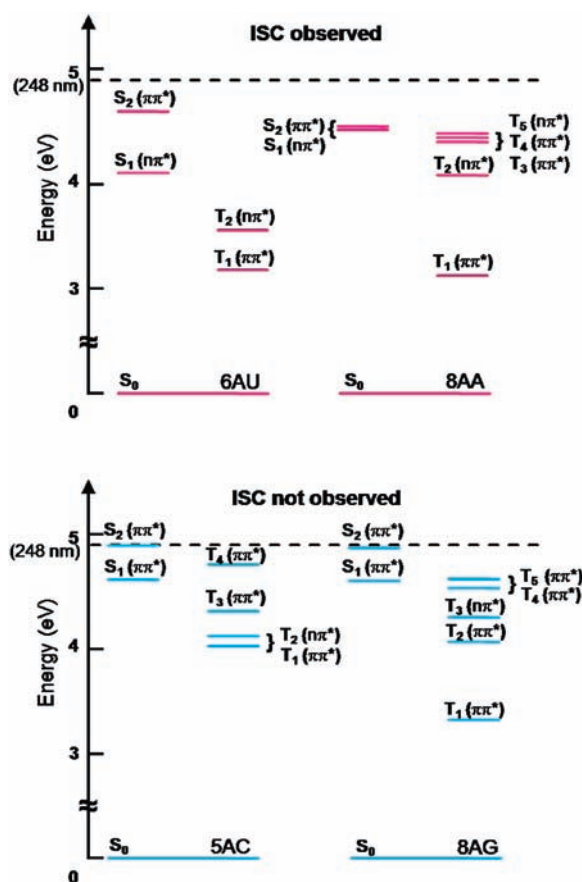 ISC observed
5
(248 nm)
S₂ (ππ*)
S₂ (ππ*)
S₁ (nπ*)
T₅ (nπ*)
T₄ (ππ*)
T₃ (ππ*)
S₁ (nπ*)
T₂ (nπ*)
4
Energy (eV)
T₂ (nπ*)
T₁ (ππ*)
T₁ (ππ*)
3
S₀ 6AU S₀ 8AA
0
ISC not observed
5
(248 nm)
S₂ (ππ*)
S₂ (ππ*)
S₁ (ππ*)
T₄ (ππ*)
S₁ (ππ*)
T₅ (ππ*)
T₄ (ππ*)
T₃ (ππ*)
T₃ (nπ*)
T₂ (nπ*)
T₁ (ππ*)
T₂ (ππ*)
4
Energy (eV)
T₁ (ππ*)
3
S₀ 5AC S₀ 8AG
0